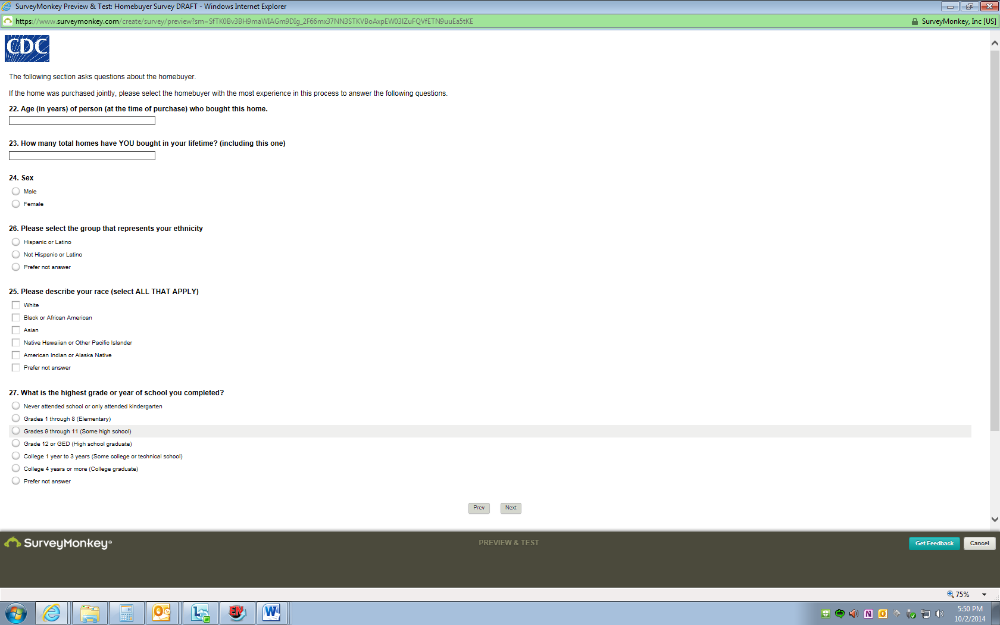 SurveyMonkey Preview & Test: Homebuyer Survey DRAFT - Windows Internet Explorer
https://www.surveymonkey.com/create/survey/preview?sm=SfTK0Bv3BH9maWIAGm9DIg_2F66mx37NN3STKVBoAxpEW03IZuFQVfETN9uuEa5tKE
SurveyMonkey, Inc [US]
CDC
The following section asks questions about the homebuyer.
If the home was purchased jointly, please select the homebuyer with the most experience in this process to answer the following questions.
22. Age (in years) of person (at the time of purchase) who bought this home.
23. How many total homes have YOU bought in your lifetime? (including this one)
24. Sex
Male
Female
26. Please select the group that represents your ethnicity
Hispanic or Latino
Not Hispanic or Latino
Prefer not answer
25. Please describe your race (select ALL THAT APPLY)
White
Black or African American
Asian
Native Hawaiian or Other Pacific Islander
American Indian or Alaska Native
Prefer not answer
27. What is the highest grade or year of school you completed?
Never attended school or only attended kindergarten
Grades 1 through 8 (Elementary)
Grades 9 through 11 (Some high school)
Grade 12 or GED (High school graduate)
College 1 year to 3 years (Some college or technical school)
College 4 years or more (College graduate)
Prefer not answer
Prev Next
SurveyMonkey®
PREVIEW & TEST
Get Feedback Cancel
75%
5:50 PM
10/2/2014